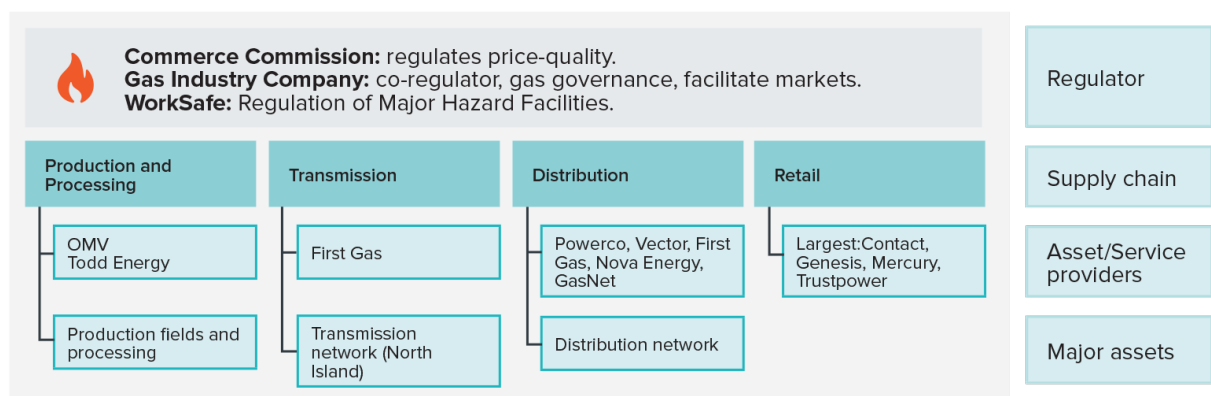 Commerce Commission: regulates price-quality.
Gas Industry Company: co-regulator, gas governance, facilitate markets.
WorkSafe: Regulation of Major Hazard Facilities.
Regulator
Production and
Processing
Transmission
Distribution
Retail
Supply chain
OMV
Todd Energy
First Gas
Powerco, Vector, First
Gas, Nova Energy,
GasNet
Largest:Contact,
Genesis, Mercury,
Trustpower
Asset/Service
providers
Production fields and
processing
Transmission
network (North
Island)
Distribution network
Major assets